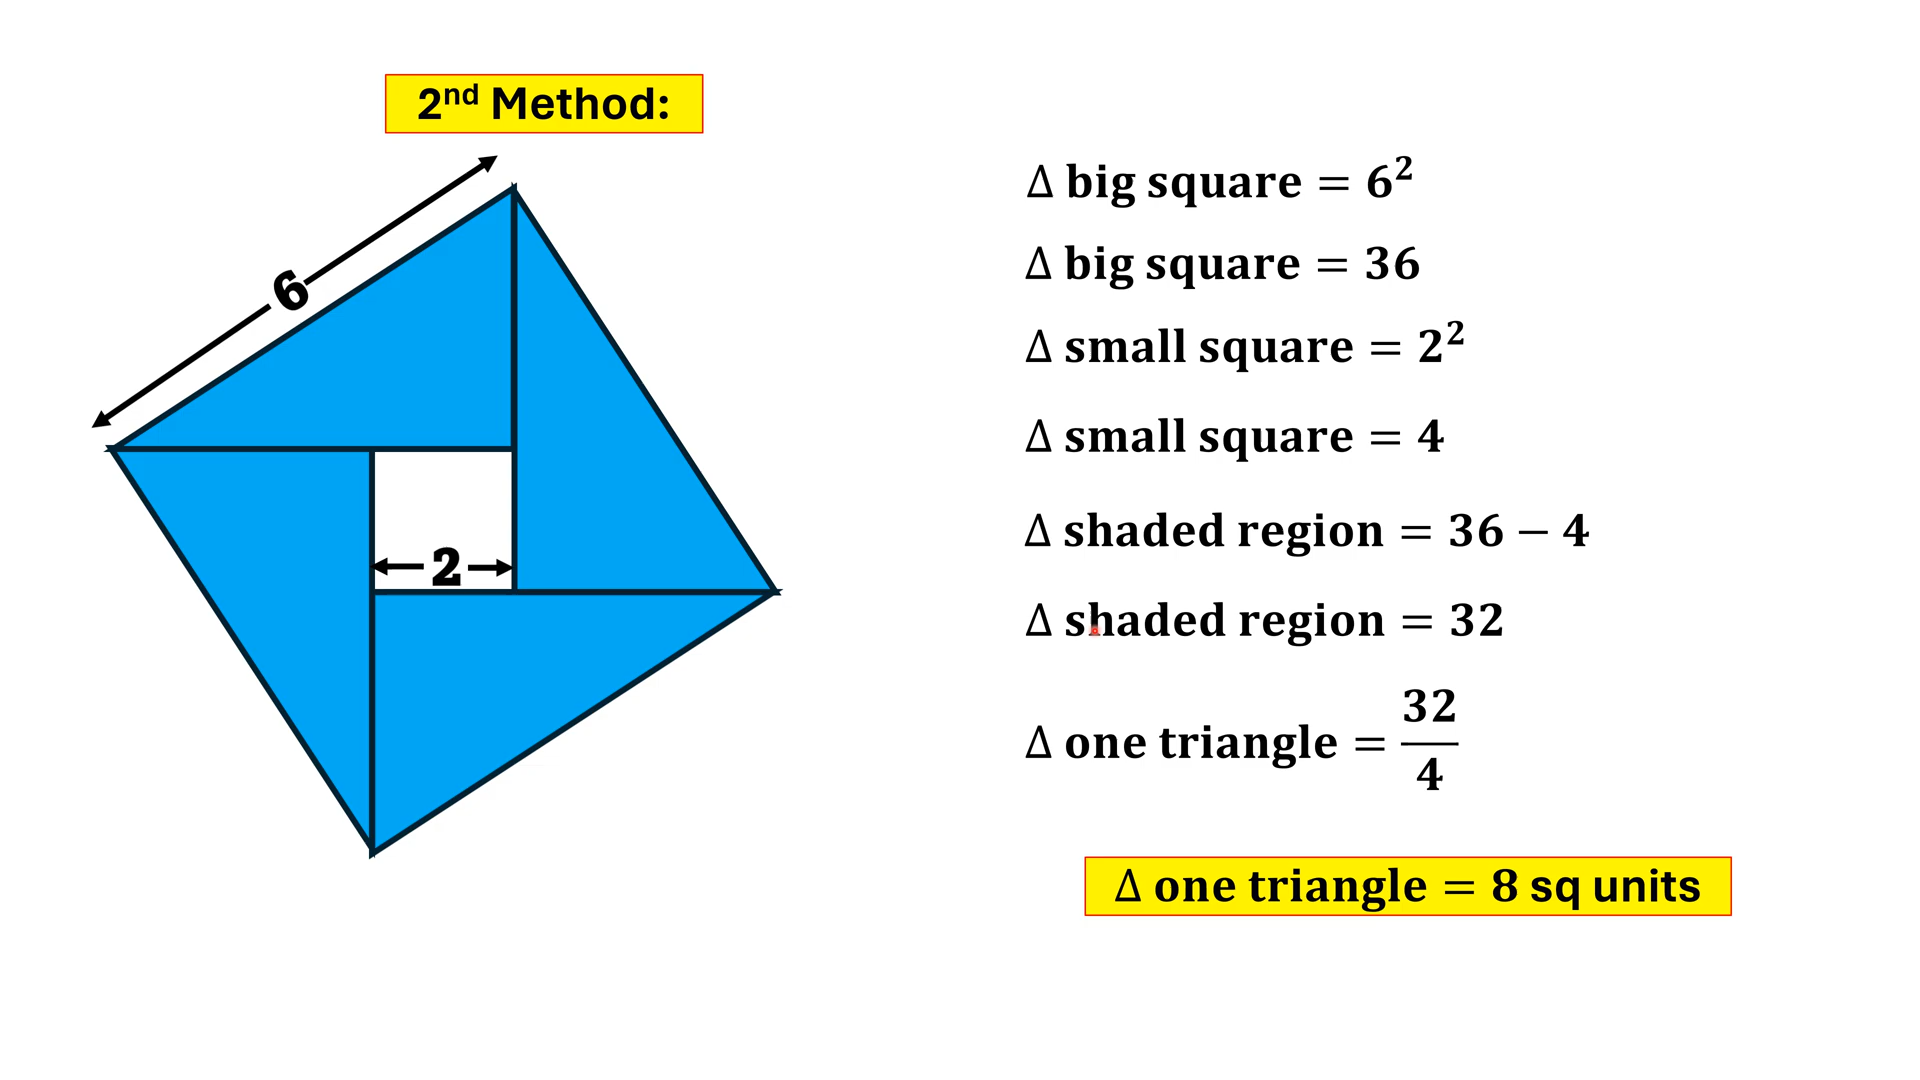 2nd Method:
6
2
Δ big square = 6²
Δ big square = 36
Δ small square = 2²
Δ small square = 4
Δ shaded region = 36 − 4
Δ shaded region = 32
Δ one triangle = 32/4
Δ one triangle = 8 sq units